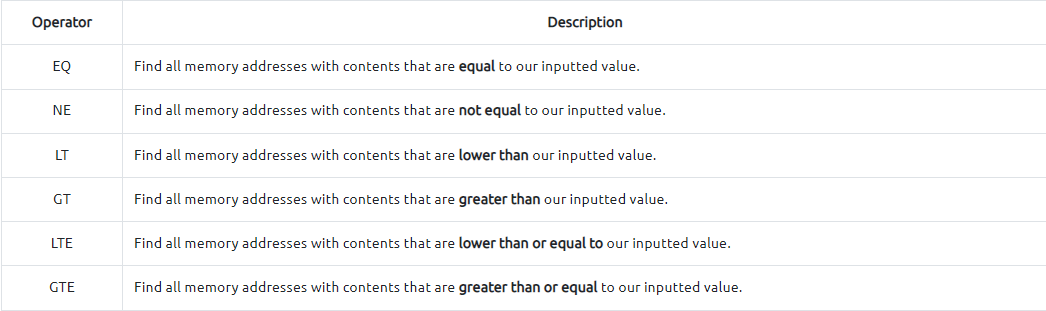 Operator Description
EQ Find all memory addresses with contents that are equal to our inputted value.
NE Find all memory addresses with contents that are not equal to our inputted value.
LT Find all memory addresses with contents that are lower than our inputted value.
GT Find all memory addresses with contents that are greater than our inputted value.
LTE Find all memory addresses with contents that are lower than or equal to our inputted value.
GTE Find all memory addresses with contents that are greater than or equal to our inputted value.